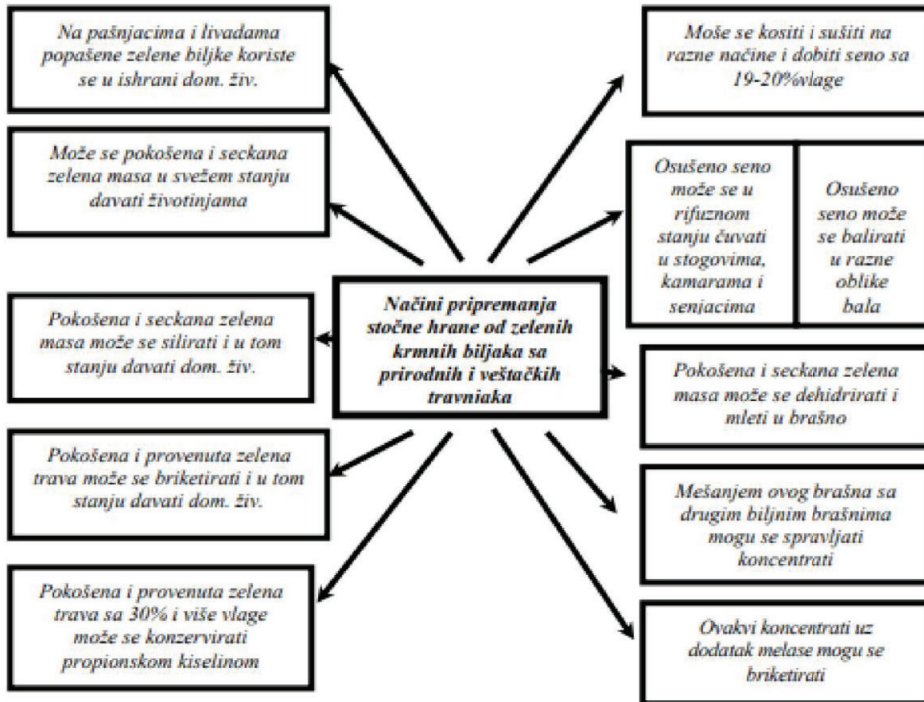 Na pašnjacima i livadama
popašene zelene biljke koriste
se u ishrani dom. živ.
Može se pokošena i seckana
zelena masa u svežem stanju
davati životinjama
Pokošena i seckana zelena
masa može se silirati i u tom
stanju davati dom. živ.
Pokošena i provenuta zelena
trava može se briketirati i u tom
stanju davati dom. živ.
Pokošena i provenuta zelena
trava sa 30% i više vlage
može se konzervirati
propionskom kiselinom
Načini pripremanja
stočne hrane od zelenih
krmnih biljaka sa
prirodnih i veštačkih
travnjaka
Moše se kositi i sušiti na
razne načine i dobiti seno sa
19-20%vlage
Osušeno seno
može se u
rifuznom
stanju čuvati
u stogovima,
kamarama i
senjacima
Osušeno
seno može
se balirati
u razne
oblike
bala
Pokošena i seckana zelena
masa može se dehidrirati i
mleti u brašno
Mešanjem ovog brašna sa
drugim biljnim brašnima
mogu se spravljati
koncentrati
Ovakvi koncentrati uz
dodatak melase mogu se
briketirati